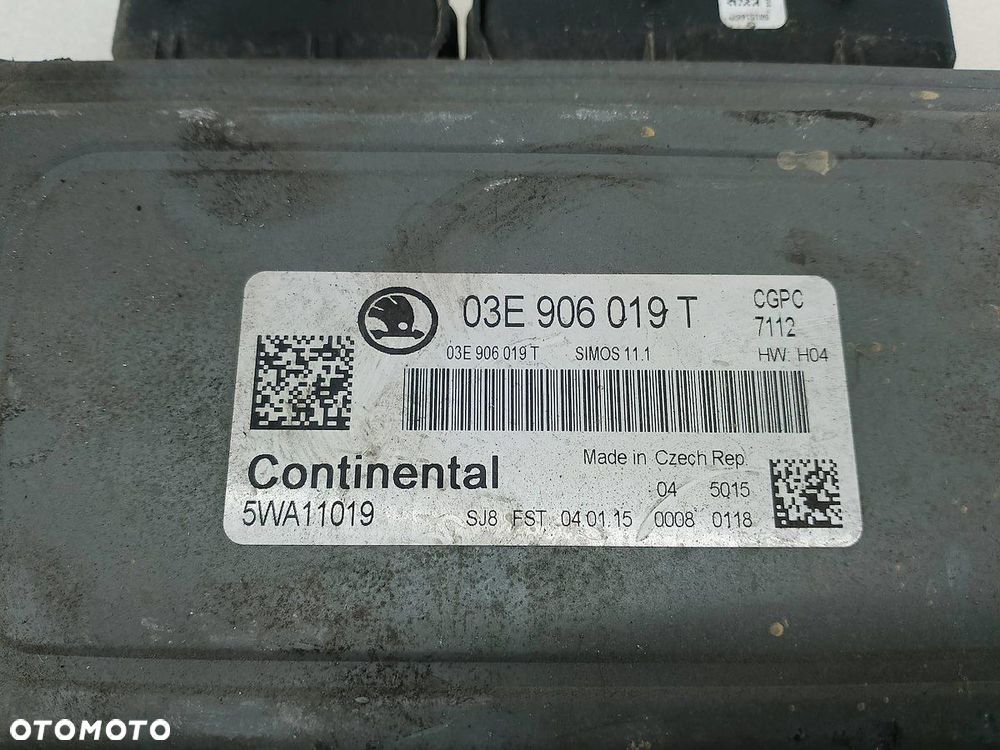 03E 906 019 T
CGPC
7112
03E 906 019 T SIMOS 11.1 HW: H04
Made in Czech Rep.
Continental
04 5015
5WA11019
SJ8 FST 04.01.15 0008 0118
OTOMOTO